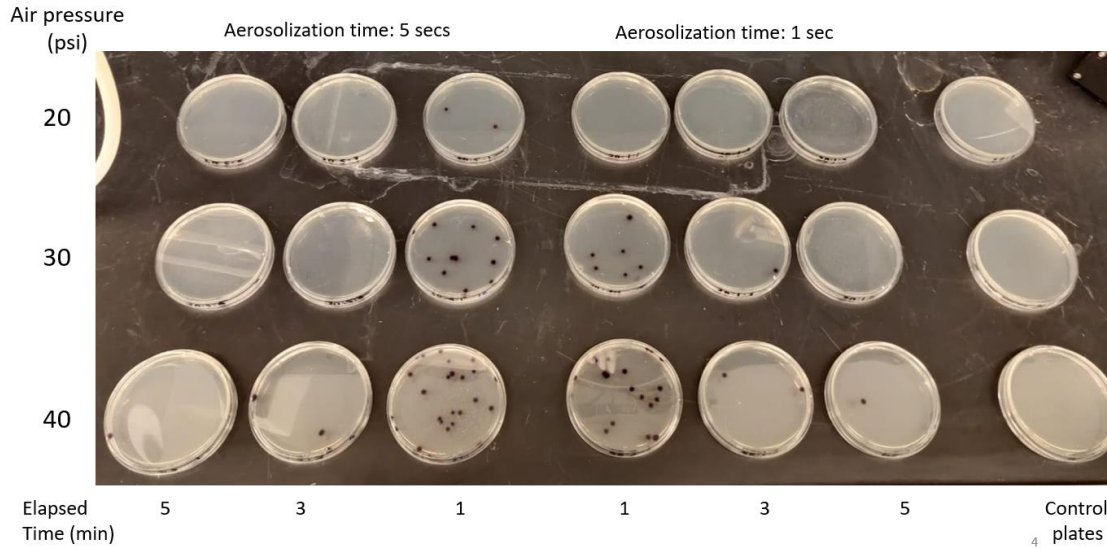 Air pressure
(psi)
Aerosolization time: 5 secs
Aerosolization time: 1 sec
20
30
40
Elapsed
Time (min)
5
3
1
1
3
5
Control
plates
4